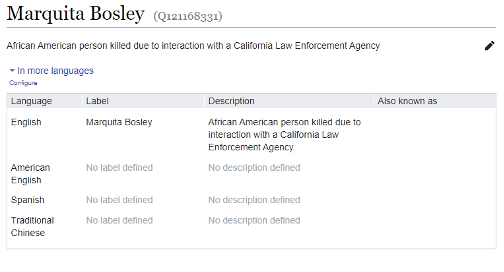 Marquita Bosley (Q121168331)
African American person killed due to interaction with a California Law Enforcement Agency
In more languages
Configure
Language Label Description Also known as
English Marquita Bosley African American person killed due to
interaction with a California Law
Enforcement Agency
American No label defined No description defined
English
Spanish No label defined No description defined
Traditional No label defined No description defined
Chinese